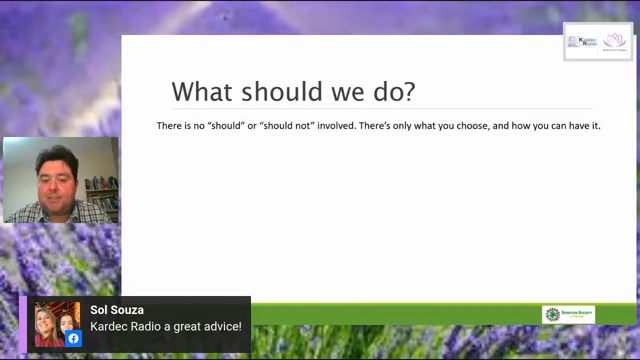 What should we do?
There is no “should” or “should not” involved. There’s only what you choose, and how you can have it.
Sol Souza
Kardec Radio a great advice!